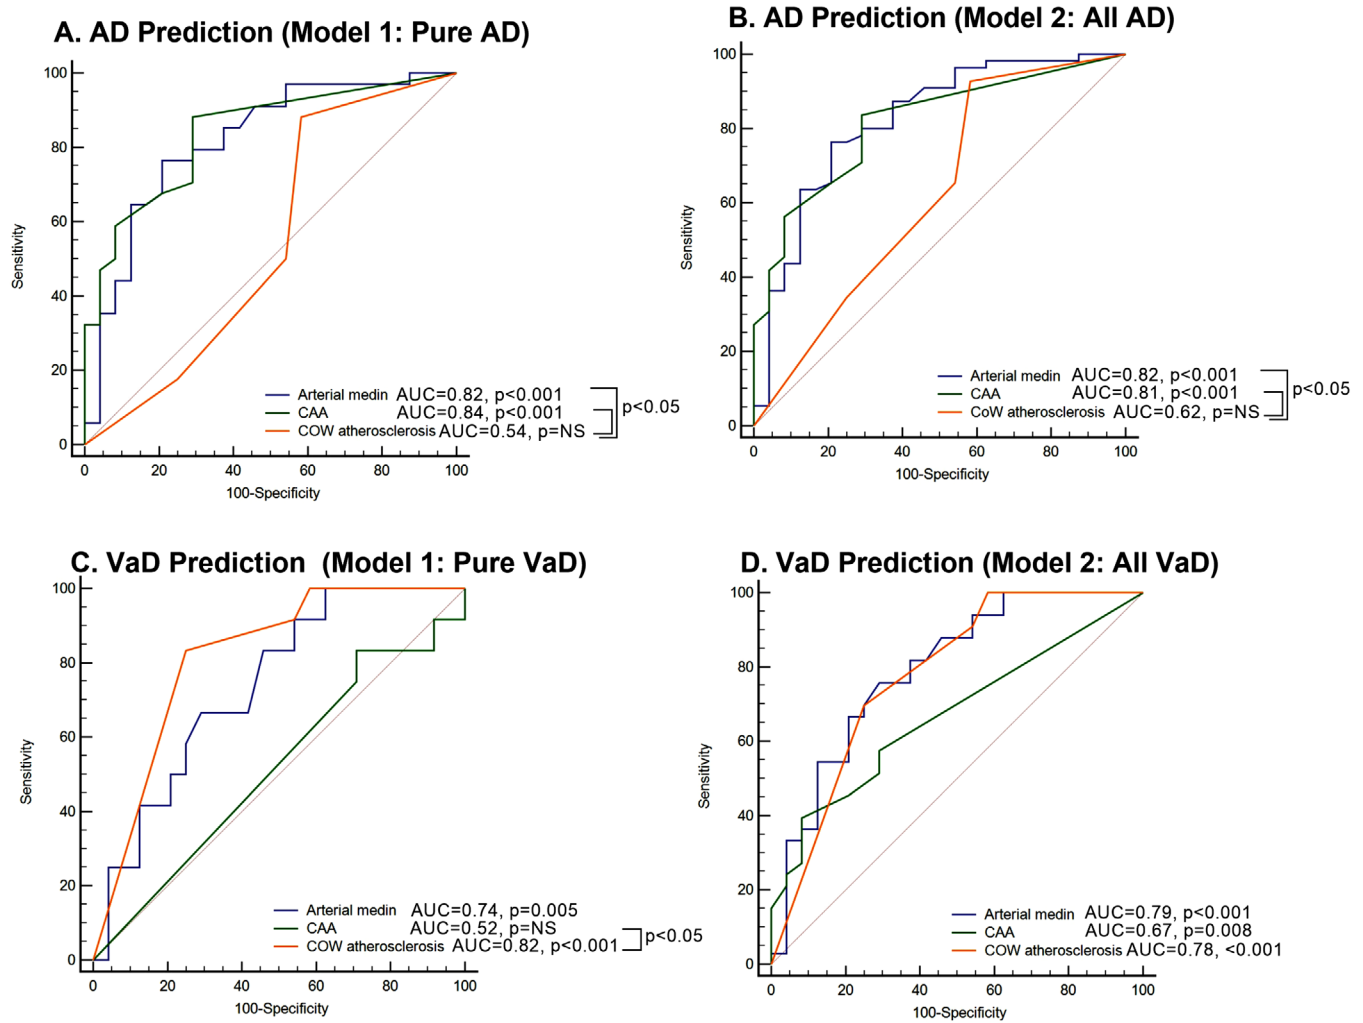 A. AD Prediction (Model 1: Pure AD)
100
80
60
40
20
0
Sensitivity
Arterial medin AUC=0.82, p<0.001
CAA AUC=0.84, p<0.001
COW atherosclerosis AUC=0.54, p=NS
p<0.05
0 20 40 60 80 100
100-Specificity
B. AD Prediction (Model 2: All AD)
100
80
60
40
20
0
Sensitivity
Arterial medin AUC=0.82, p<0.001
CAA AUC=0.81, p<0.001
CoW atherosclerosis AUC=0.62, p=NS
p<0.05
0 20 40 60 80 100
100-Specificity
C. VaD Prediction (Model 1: Pure VaD)
100
80
60
40
20
0
Sensitivity
Arterial medin AUC=0.74, p=0.005
CAA AUC=0.52, p=NS
COW atherosclerosis AUC=0.82, p<0.001
p<0.05
0 20 40 60 80 100
100-Specificity
D. VaD Prediction (Model 2: All VaD)
100
80
60
40
20
0
Sensitivity
Arterial medin AUC=0.79, p<0.001
CAA AUC=0.67, p=0.008
COW atherosclerosis AUC=0.78, <0.001
0 20 40 60 80 100
100-Specificity